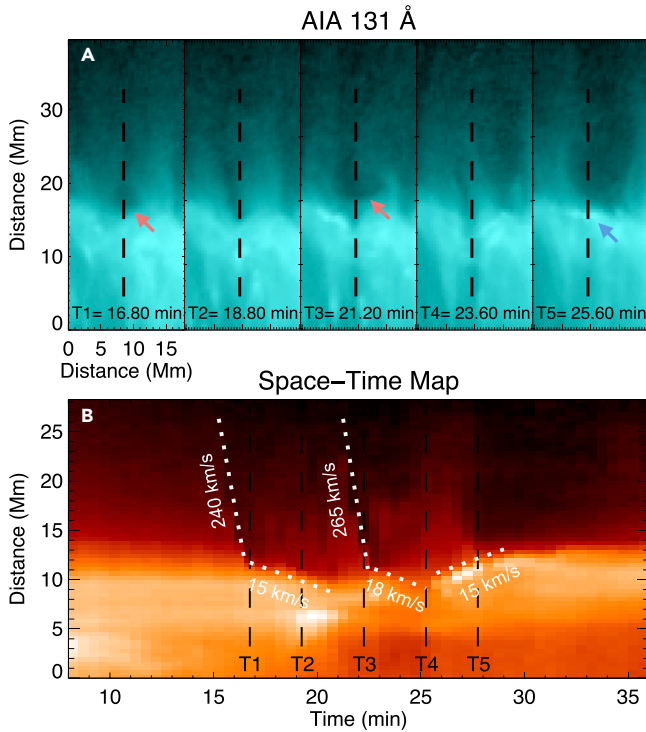 AIA 131 Å
A
Distance (Mm)
30
20
10
0
T1= 16.80 min
T2= 18.80 min
T3= 21.20 min
T4= 23.60 min
T5= 25.60 min
0 5 10 15
Distance (Mm)
Space–Time Map
B
Distance (Mm)
25
20
15
10
5
0
240 km/s
265 km/s
15 km/s
18 km/s
15 km/s
T1 T2 T3 T4 T5
10 15 20 25 30 35
Time (min)